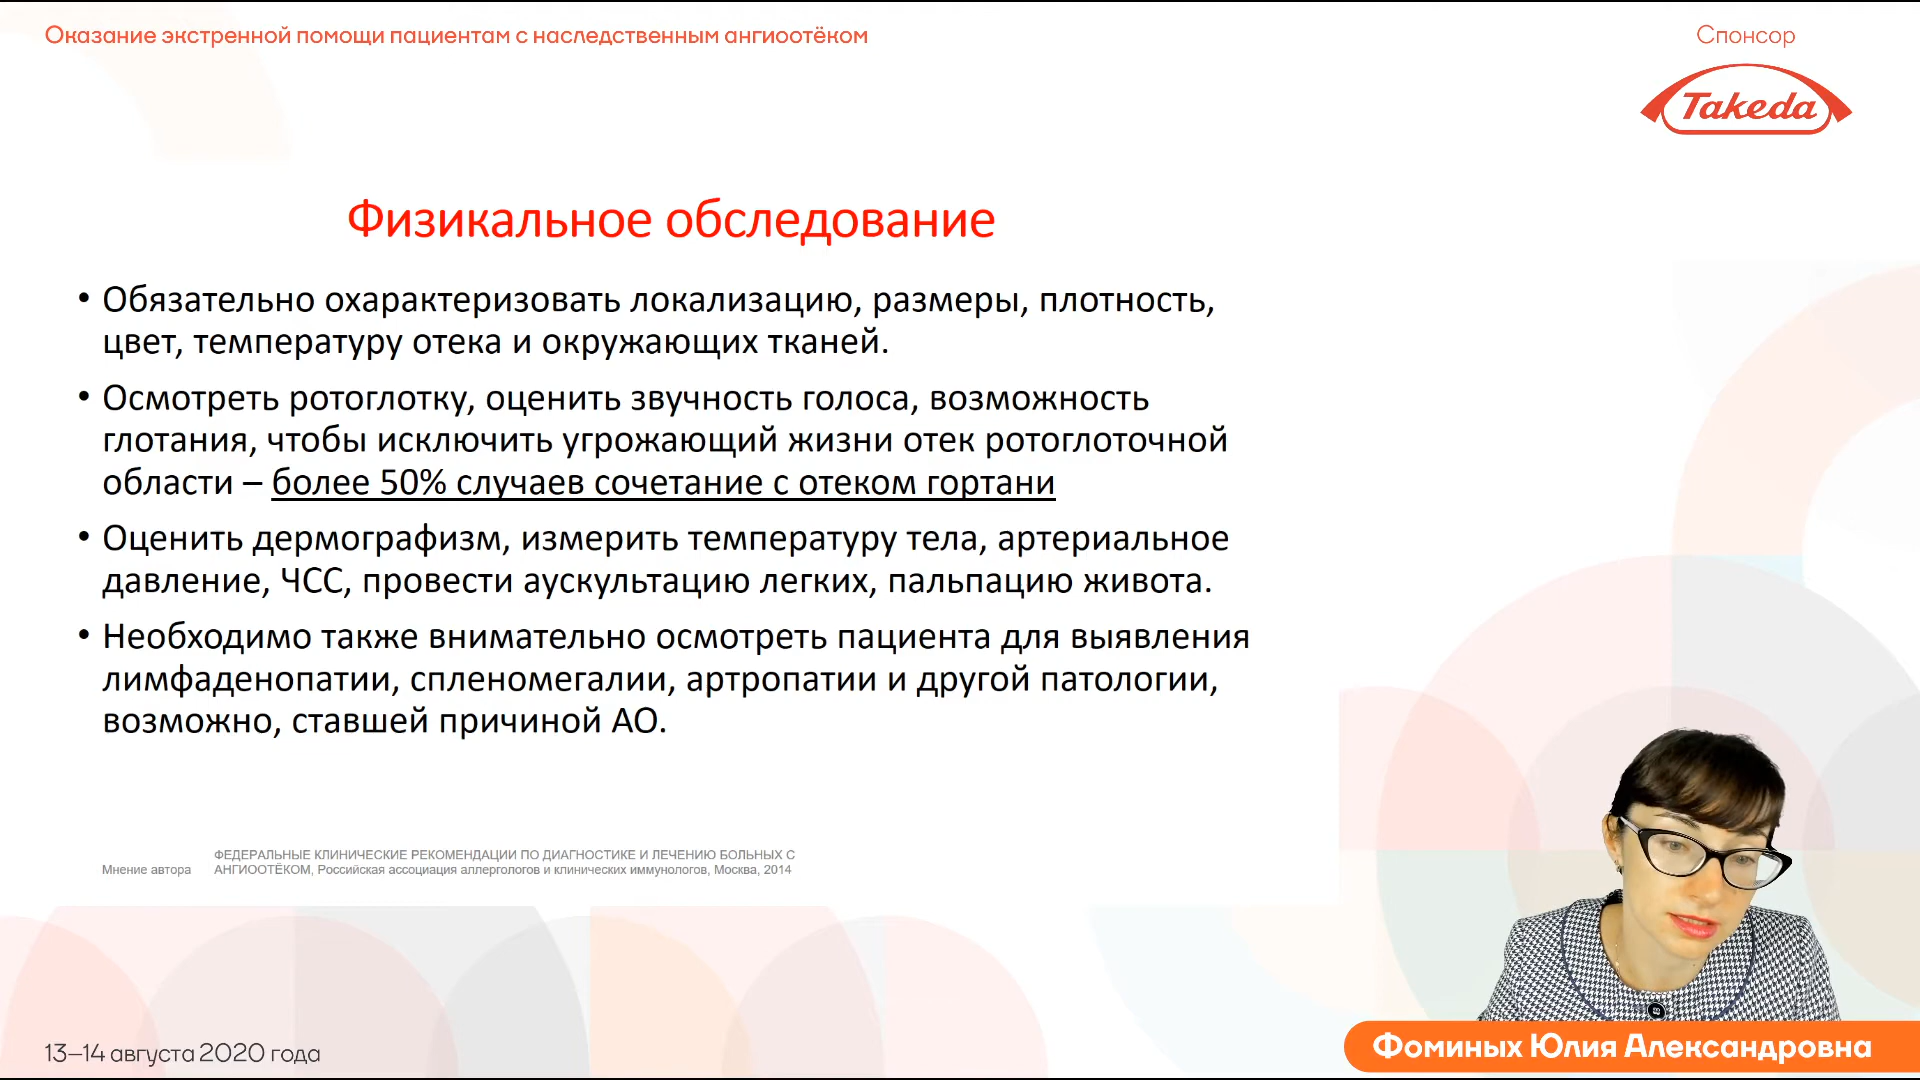 Оказание экстренной помощи пациентам с наследственным ангиоотёком
Спонсор
Takeda
Физикальное обследование
• Обязательно охарактеризовать локализацию, размеры, плотность,
цвет, температуру отека и окружающих тканей.
• Осмотреть ротоглотку, оценить звучность голоса, возможность
глотания, чтобы исключить угрожающий жизни отек ротоглоточной
области – более 50% случаев сочетание с отеком гортани
• Оценить дермографизм, измерить температуру тела, артериальное
давление, ЧСС, провести аускультацию легких, пальпацию живота.
• Необходимо также внимательно осмотреть пациента для выявления
лимфаденопатии, спленомегалии, артропатии и другой патологии,
возможно, ставшей причиной АО.
Мнение автора
ФЕДЕРАЛЬНЫЕ КЛИНИЧЕСКИЕ РЕКОМЕНДАЦИИ ПО ДИАГНОСТИКЕ И ЛЕЧЕНИЮ БОЛЬНЫХ С
АНГИООТЁКОМ, Российская ассоциация аллергологов и клинических иммунологов, Москва, 2014
13–14 августа 2020 года
Фоминых Юлия Александровна